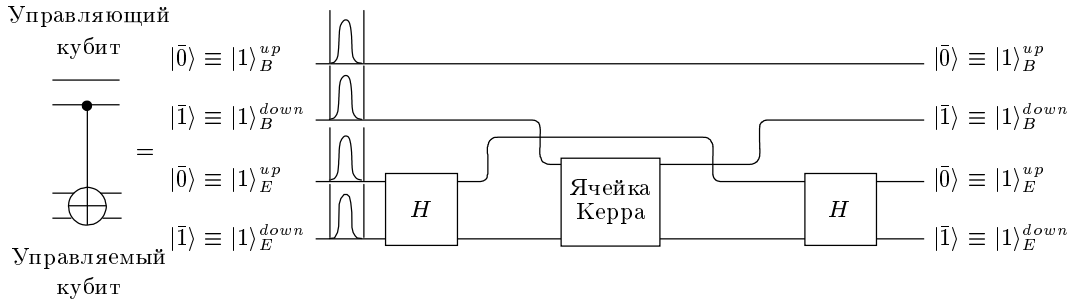 Управляющий
кубит
|0̄⟩ ≡ |1⟩_B^{up}
|0̄⟩ ≡ |1⟩_B^{up}
|1̄⟩ ≡ |1⟩_B^{down}
|1̄⟩ ≡ |1⟩_B^{down}
=
|0̄⟩ ≡ |1⟩_E^{up}
H
Ячейка
Керра
H
|0̄⟩ ≡ |1⟩_E^{up}
|1̄⟩ ≡ |1⟩_E^{down}
|1̄⟩ ≡ |1⟩_E^{down}
Управляемый
кубит